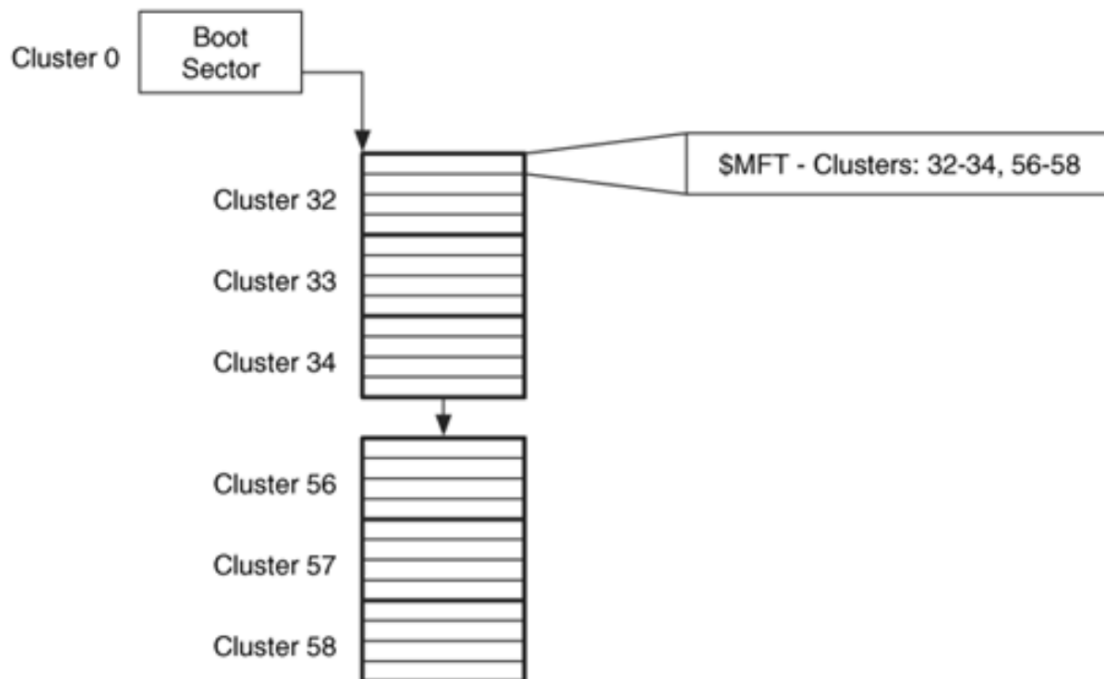 Boot
Sector
Cluster 0
$MFT - Clusters: 32-34, 56-58
Cluster 32
Cluster 33
Cluster 34
Cluster 56
Cluster 57
Cluster 58